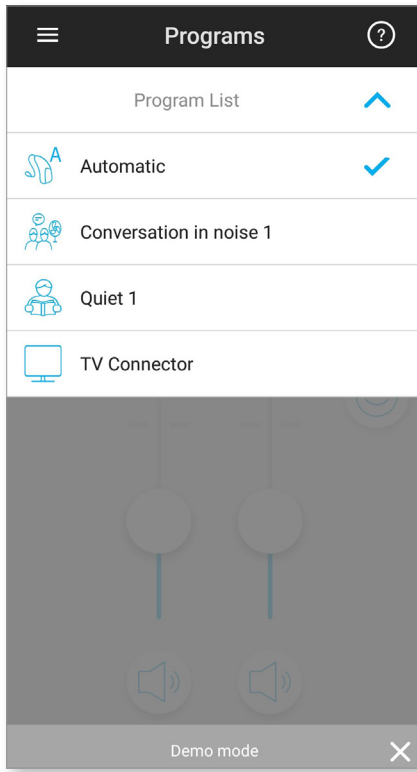 Programs
?
Program List
A
Automatic
Conversation in noise 1
Quiet 1
TV Connector
Demo mode